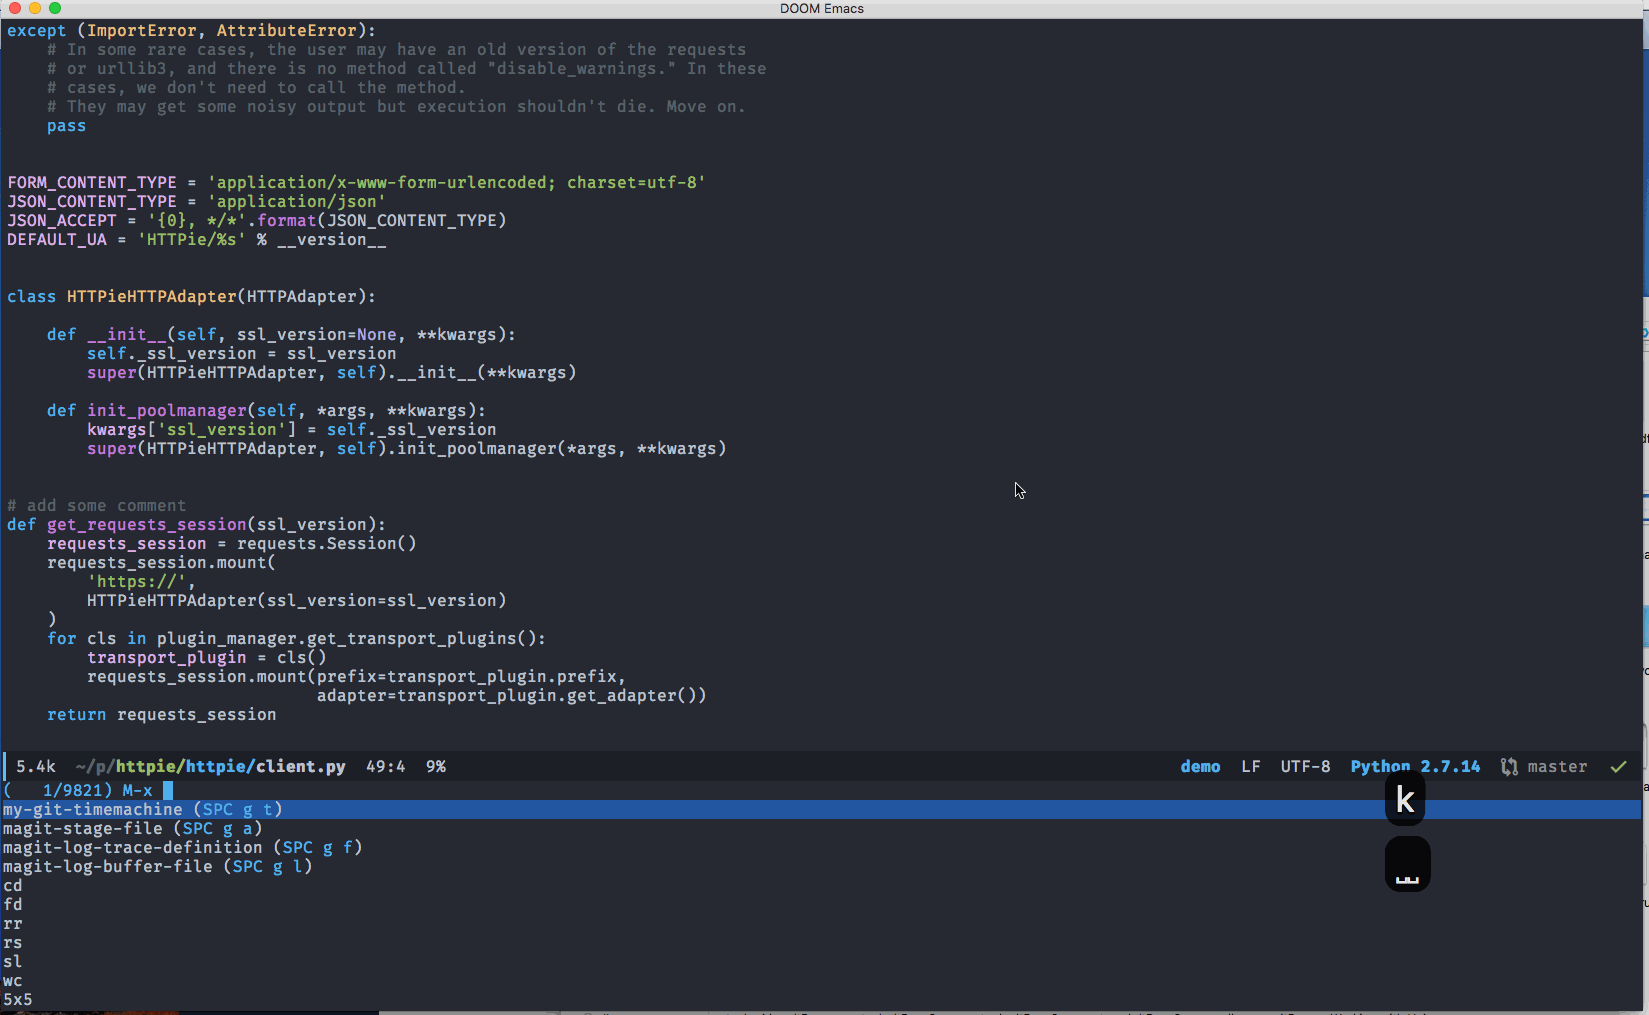 DOOM Emacs
except (ImportError, AttributeError):
    # In some rare cases, the user may have an old version of the requests
    # or urllib3, and there is no method called "disable_warnings." In these
    # cases, we don't need to call the method.
    # They may get some noisy output but execution shouldn't die. Move on.
    pass
FORM_CONTENT_TYPE = 'application/x-www-form-urlencoded; charset=utf-8'
JSON_CONTENT_TYPE = 'application/json'
JSON_ACCEPT = '{0}, */*'.format(JSON_CONTENT_TYPE)
DEFAULT_UA = 'HTTPie/%s' % __version__
class HTTPieHTTPAdapter(HTTPAdapter):
    def __init__(self, ssl_version=None, **kwargs):
        self._ssl_version = ssl_version
        super(HTTPieHTTPAdapter, self).__init__(**kwargs)
    def init_poolmanager(self, *args, **kwargs):
        kwargs['ssl_version'] = self._ssl_version
        super(HTTPieHTTPAdapter, self).init_poolmanager(*args, **kwargs)
# add some comment
def get_requests_session(ssl_version):
    requests_session = requests.Session()
    requests_session.mount(
        'https://',
        HTTPieHTTPAdapter(ssl_version=ssl_version)
    )
    for cls in plugin_manager.get_transport_plugins():
        transport_plugin = cls()
        requests_session.mount(prefix=transport_plugin.prefix,
                               adapter=transport_plugin.get_adapter())
    return requests_session
5.4k ~/p/httpie/httpie/client.py 49:4 9% demo LF UTF-8 Python 2.7.14 master
(   1/9821) M-x
my-git-timemachine (SPC g t)
magit-stage-file (SPC g a)
magit-log-trace-definition (SPC g f)
magit-log-buffer-file (SPC g l)
cd
fd
rr
rs
sl
wc
5x5
k